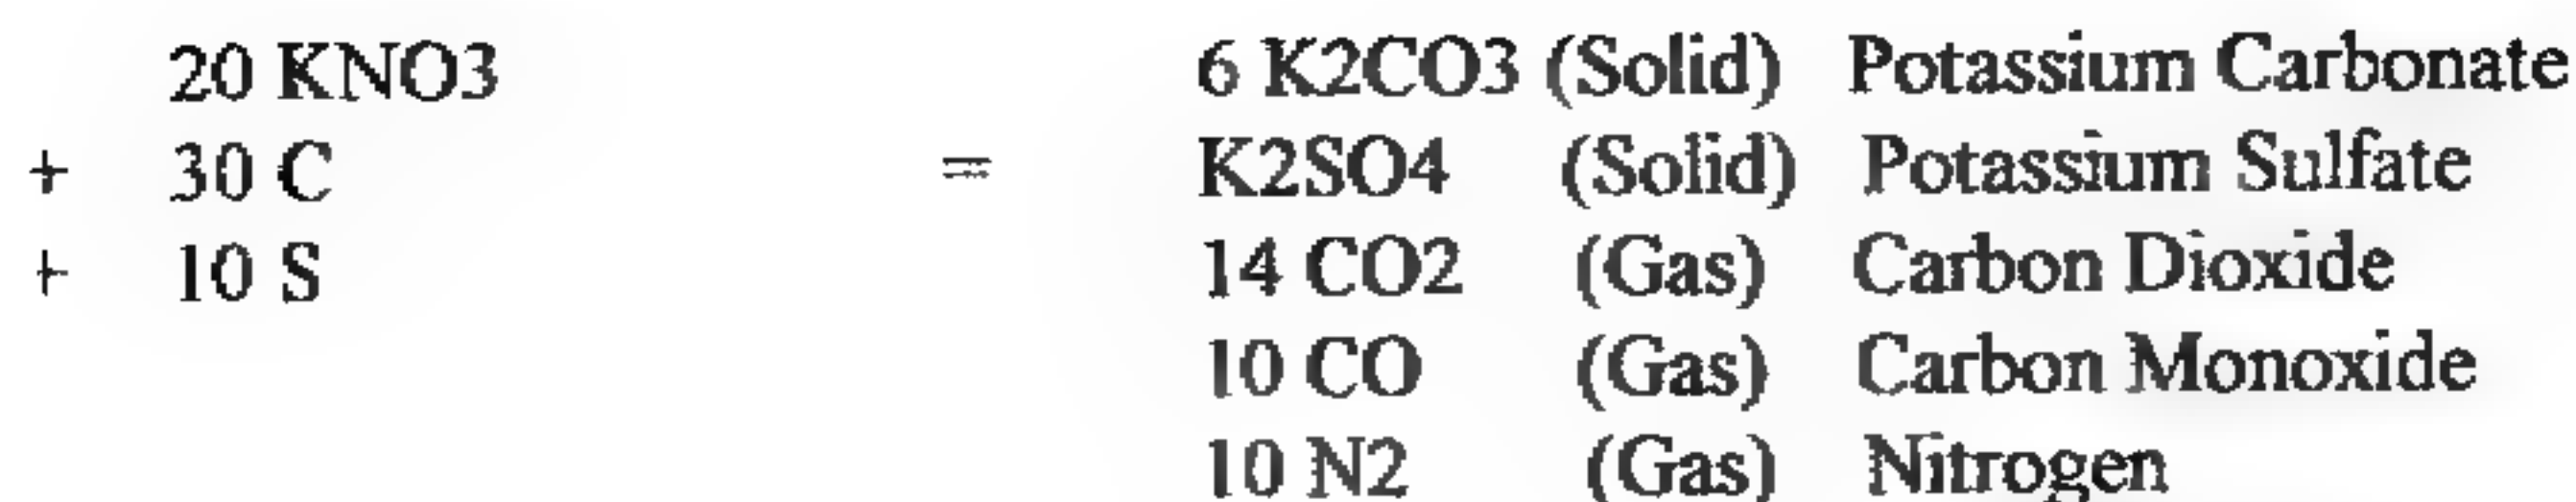 20 KNO3 6 K2CO3 (Solid) Potassium Carbonate
+ 30 C = K2SO4 (Solid) Potassium Sulfate
+ 10 S 14 CO2 (Gas) Carbon Dioxide
10 CO (Gas) Carbon Monoxide
10 N2 (Gas) Nitrogen